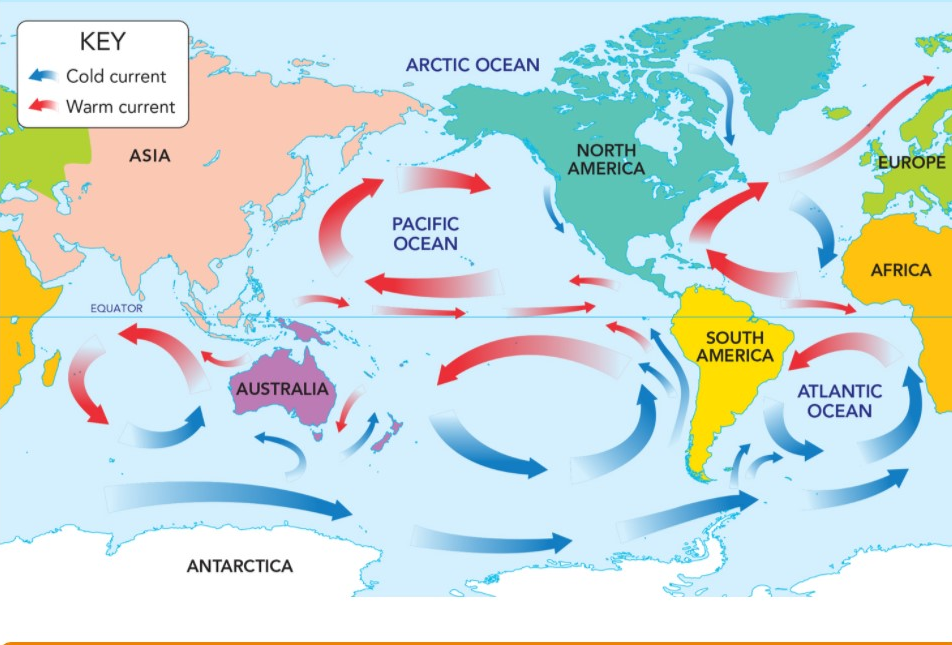 KEY
Cold current
Warm current
ARCTIC OCEAN
ASIA
NORTH
AMERICA
EUROPE
PACIFIC
OCEAN
AFRICA
EQUATOR
SOUTH
AMERICA
AUSTRALIA
ATLANTIC
OCEAN
ANTARCTICA